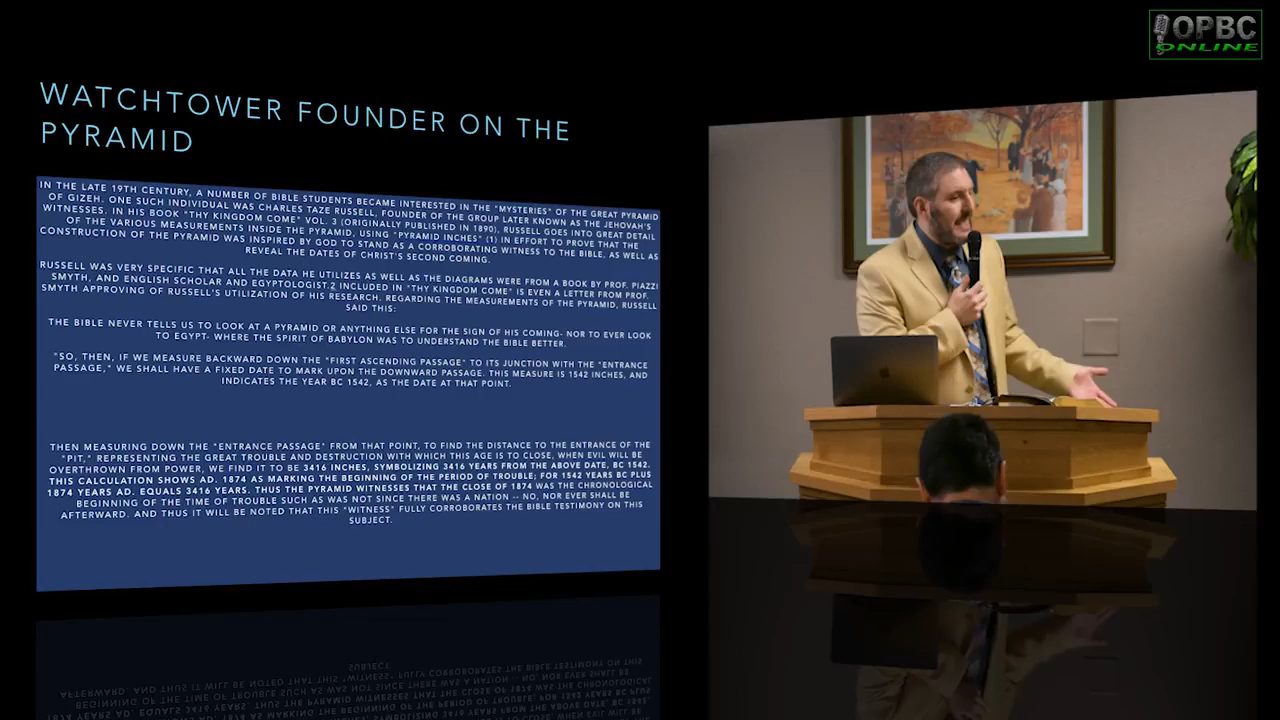 OPBC
ONLINE
WATCHTOWER FOUNDER ON THE
PYRAMID
IN THE LATE 19TH CENTURY, A NUMBER OF BIBLE STUDENTS BECAME INTERESTED IN THE "MYSTERIES" OF THE GREAT PYRAMID
OF GIZEH. ONE SUCH INDIVIDUAL WAS CHARLES TAZE RUSSELL, FOUNDER OF THE GROUP LATER KNOWN AS THE JEHOVAH'S
WITNESSES. IN HIS BOOK "THY KINGDOM COME" VOL. 3 (ORIGINALLY PUBLISHED IN 1890), RUSSELL GOES INTO GREAT DETAIL
OF THE VARIOUS MEASUREMENTS INSIDE THE PYRAMID, USING "PYRAMID INCHES" (1) IN EFFORT TO PROVE THAT THE
CONSTRUCTION OF THE PYRAMID WAS INSPIRED BY GOD TO STAND AS A CORROBORATING WITNESS TO THE BIBLE, AS WELL AS
REVEAL THE DATES OF CHRIST'S SECOND COMING.
RUSSELL WAS VERY SPECIFIC THAT ALL THE DATA HE UTILIZES AS WELL AS THE DIAGRAMS WERE FROM A BOOK BY PROF. PIAZZI
SMYTH, AND ENGLISH SCHOLAR AND EGYPTOLOGIST.2 INCLUDED IN "THY KINGDOM COME" IS EVEN A LETTER FROM PROF.
SMYTH APPROVING OF RUSSELL'S UTILIZATION OF HIS RESEARCH. REGARDING THE MEASUREMENTS OF THE PYRAMID, RUSSELL
SAID THIS:
THE BIBLE NEVER TELLS US TO LOOK AT A PYRAMID OR ANYTHING ELSE FOR THE SIGN OF HIS COMING- NOR TO EVER LOOK
TO EGYPT- WHERE THE SPIRIT OF BABYLON WAS TO UNDERSTAND THE BIBLE BETTER.
"SO, THEN, IF WE MEASURE BACKWARD DOWN THE "FIRST ASCENDING PASSAGE" TO ITS JUNCTION WITH THE "ENTRANCE
PASSAGE," WE SHALL HAVE A FIXED DATE TO MARK UPON THE DOWNWARD PASSAGE. THIS MEASURE IS 1542 INCHES, AND
INDICATES THE YEAR BC 1542, AS THE DATE AT THAT POINT.
THEN MEASURING DOWN THE "ENTRANCE PASSAGE" FROM THAT POINT, TO FIND THE DISTANCE TO THE ENTRANCE OF THE
"PIT," REPRESENTING THE GREAT TROUBLE AND DESTRUCTION WITH WHICH THIS AGE IS TO CLOSE, WHEN EVIL WILL BE
OVERTHROWN FROM POWER, WE FIND IT TO BE 3416 INCHES, SYMBOLIZING 3416 YEARS FROM THE ABOVE DATE, BC 1542.
THIS CALCULATION SHOWS AD. 1874 AS MARKING THE BEGINNING OF THE PERIOD OF TROUBLE; FOR 1542 YEARS BC PLUS
1874 YEARS AD. EQUALS 3416 YEARS. THUS THE PYRAMID WITNESSES THAT THE CLOSE OF 1874 WAS THE CHRONOLOGICAL
BEGINNING OF THE TIME OF TROUBLE SUCH AS WAS NOT SINCE THERE WAS A NATION -- NO, NOR EVER SHALL BE
AFTERWARD. AND THUS IT WILL BE NOTED THAT THIS "WITNESS" FULLY CORROBORATES THE BIBLE TESTIMONY ON THIS
SUBJECT.